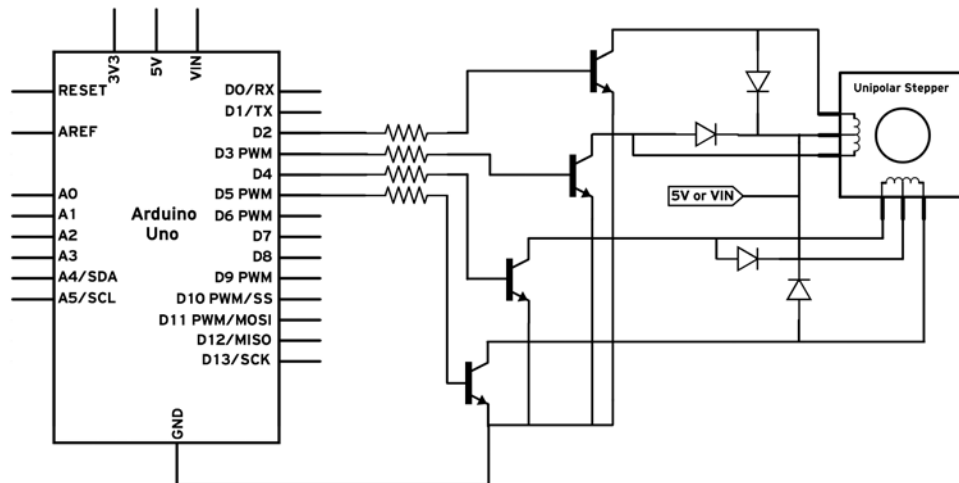 3V3
5V
VIN
RESET
AREF
A0
A1
A2
A3
A4/SDA
A5/SCL
Arduino
Uno
D0/RX
D1/TX
D2
D3 PWM
D4
D5 PWM
D6 PWM
D7
D8
D9 PWM
D10 PWM/SS
D11 PWM/MOSI
D12/MISO
D13/SCK
GND
5V or VIN
Unipolar Stepper